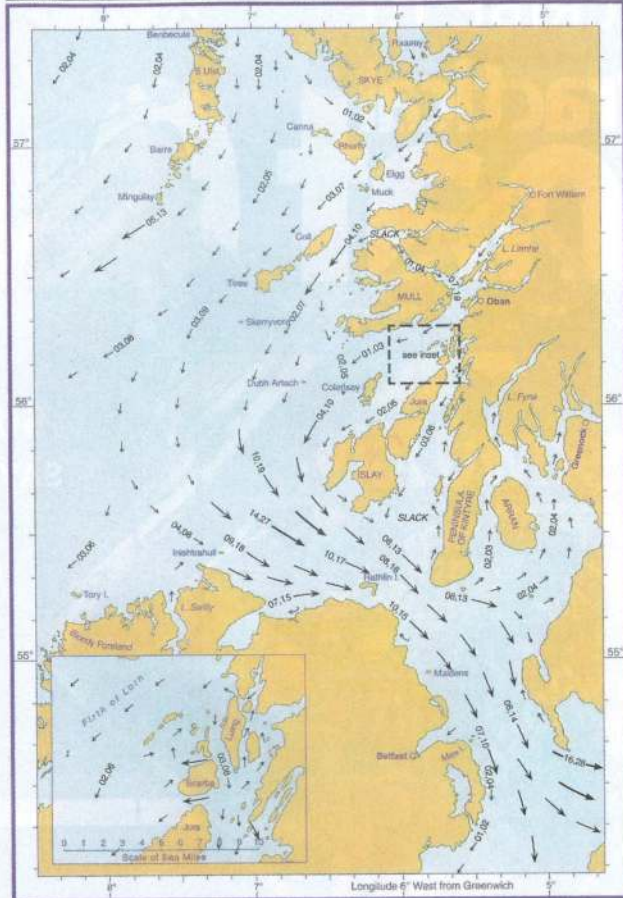 8°
7°
6°
5°
Benbecula
Raasay
02,04
02,04
02,04
S Uist
SKYE
01,02
57°
Canna
57°
Barra
Rhum
Eigg
02,05
03,07
Muck
Fort William
Mingulay
05,13
04,10
SLACK
Coll
01,04
Tiree
MULL
Oban
02,07
03,09
Skerryvore
03,08
01,03
see inset
02,05
Dubh Artach
Colonsay
56°
56°
04,10
02,05
Jura
L. Fyne
Greenock
10,19
ISLAY
SLACK
PENINSULA
OF KINTYRE
ARRAN
14,27
04,08
09,18
08,13
02,03
02,04
03,06
Inishtrahull
10,17
08,16
Rathlin I.
Tory I.
07,15
08,13
02,04
L. Swilly
10,15
Bloody Foreland
55°
55°
Maidens
Firth of Lorn
Luing
08,14
07,10
16,28
Belfast
02,04
02,06
03,08
Scarba
01,02
Jura
0 1 2 3 4 5 6 7 8 9 10
Scale of Sea Miles
Longitude 6° West from Greenwich
8°
7°
5°